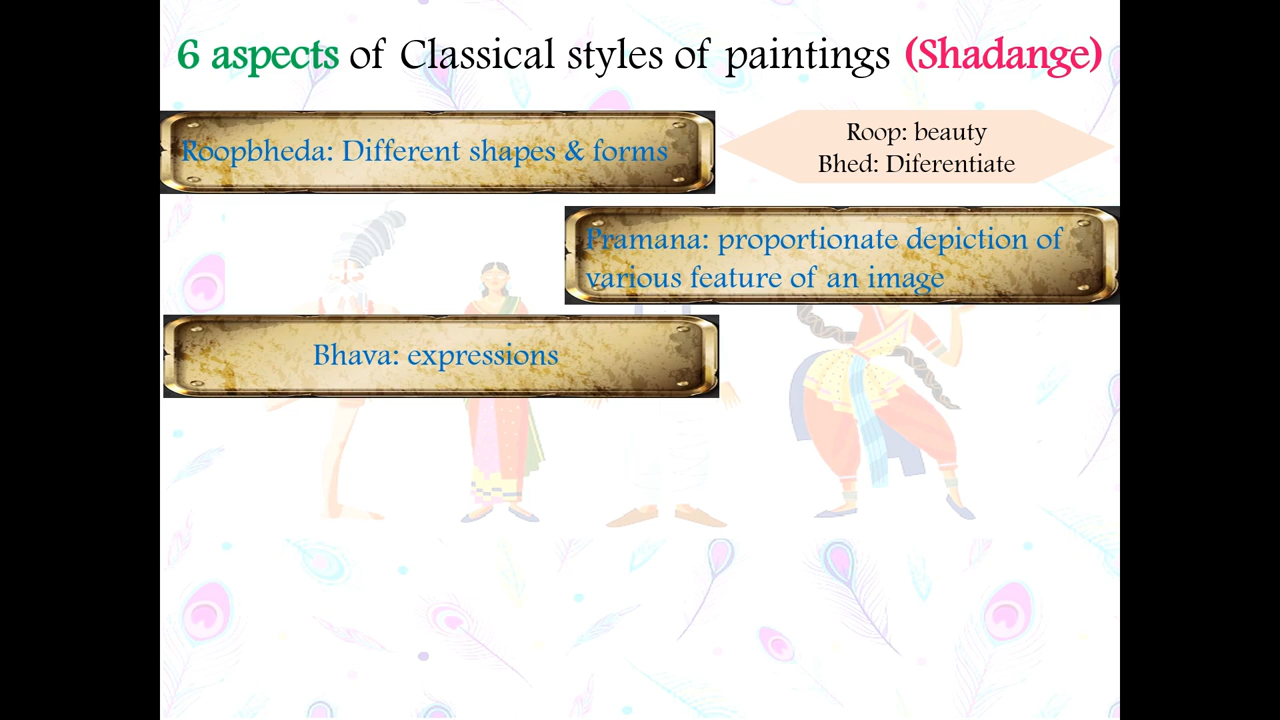 6 aspects of Classical styles of paintings (Shadange)
Roopbheda: Different shapes & forms
Roop: beauty
Bhed: Diferentiate
Pramana: proportionate depiction of
various feature of an image
Bhava: expressions